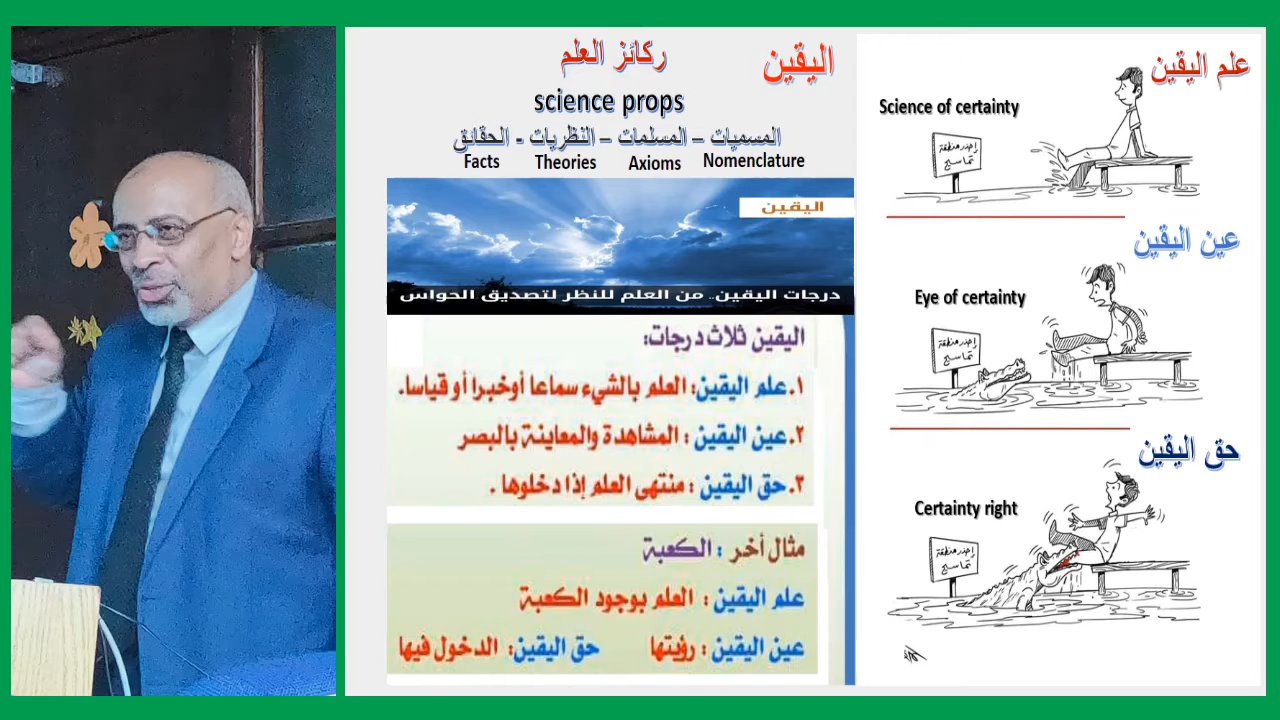 اليقين
ركائز العلم
science props
المسميات – المسلمات – النظريات - الحقائق
Facts Theories Axioms Nomenclature
اليقين
درجات اليقين.. من العلم للنظر لتصديق الحواس
اليقين ثلاث درجات:
١.علم اليقين: العلم بالشيء سماعا أوخبرا أو قياسا.
٢.عين اليقين : المشاهدة والمعاينة بالبصر
٣.حق اليقين : منتهى العلم إذا دخلوها .
مثال أخر : الكعبة
علم اليقين : العلم بوجود الكعبة
عين اليقين : رؤيتها حق اليقين: الدخول فيها
علم اليقين
Science of certainty
إحذر منطقة
تماسيح
عين اليقين
Eye of certainty
إحذر منطقة
تماسيح
حق اليقين
Certainty right
إحذر منطقة
تماسيح